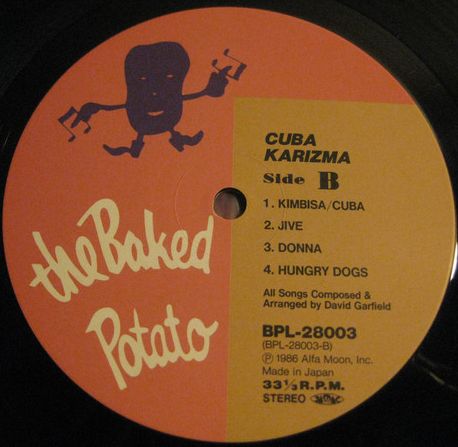 the Baked
Potato
CUBA
KARIZMA
Side B
1. KIMBISA/CUBA
2. JIVE
3. DONNA
4. HUNGRY DOGS
All Songs Composed &
Arranged by David Garfield
BPL-28003
(BPL-28003-B)
Ⓟ 1986 Alfa Moon, Inc.
Made in Japan
33⅓ R.P.M.
STEREO